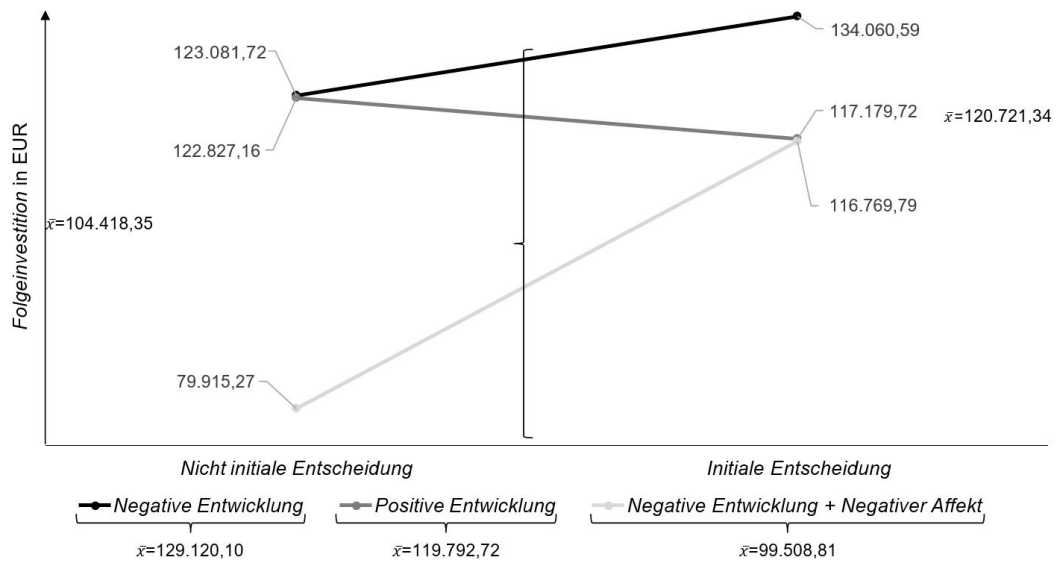 134.060,59
123.081,72
117.179,72
x̄=120.721,34
122.827,16
116.769,79
x̄=104.418,35
Folgeinvestition in EUR
79.915,27
Nicht initiale Entscheidung
Initiale Entscheidung
Negative Entwicklung
Positive Entwicklung
Negative Entwicklung + Negativer Affekt
x̄=129.120,10
x̄=119.792,72
x̄=99.508,81